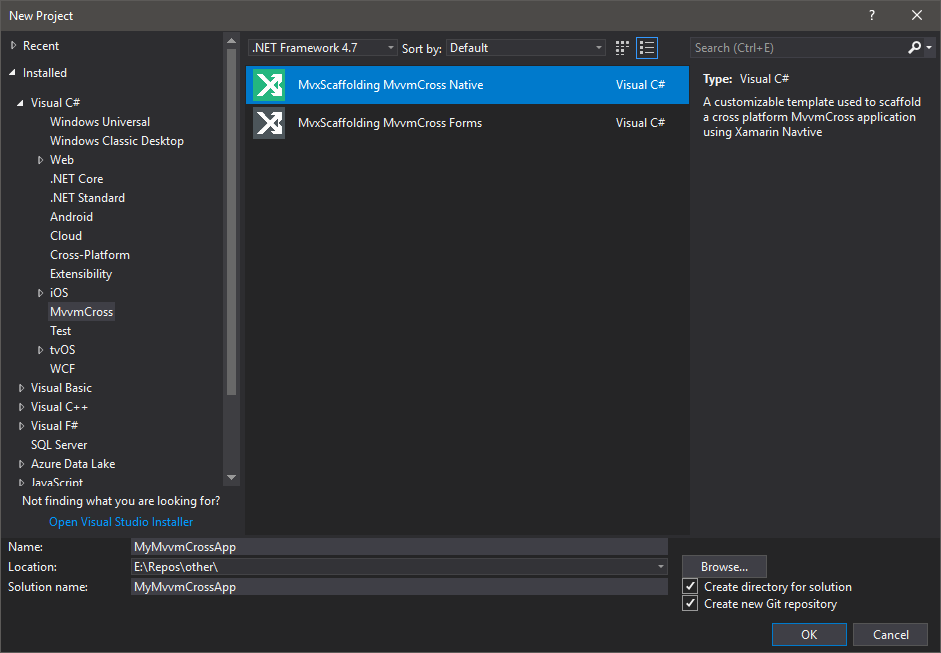 New Project
?
Recent
Installed
Visual C#
Windows Universal
Windows Classic Desktop
Web
.NET Core
.NET Standard
Android
Cloud
Cross-Platform
Extensibility
iOS
MvvmCross
Test
tvOS
WCF
Visual Basic
Visual C++
Visual F#
SQL Server
Azure Data Lake
JavaScript
Not finding what you are looking for?
Open Visual Studio Installer
.NET Framework 4.7 Sort by: Default
MvxScaffolding MvvmCross Native Visual C#
MvxScaffolding MvvmCross Forms Visual C#
Search (Ctrl+E)
Type: Visual C#
A customizable template used to scaffold
a cross platform MvvmCross application
using Xamarin Navtive
Name: MyMvvmCrossApp
Location: E:\Repos\other\
Solution name: MyMvvmCrossApp
Browse...
Create directory for solution
Create new Git repository
OK Cancel